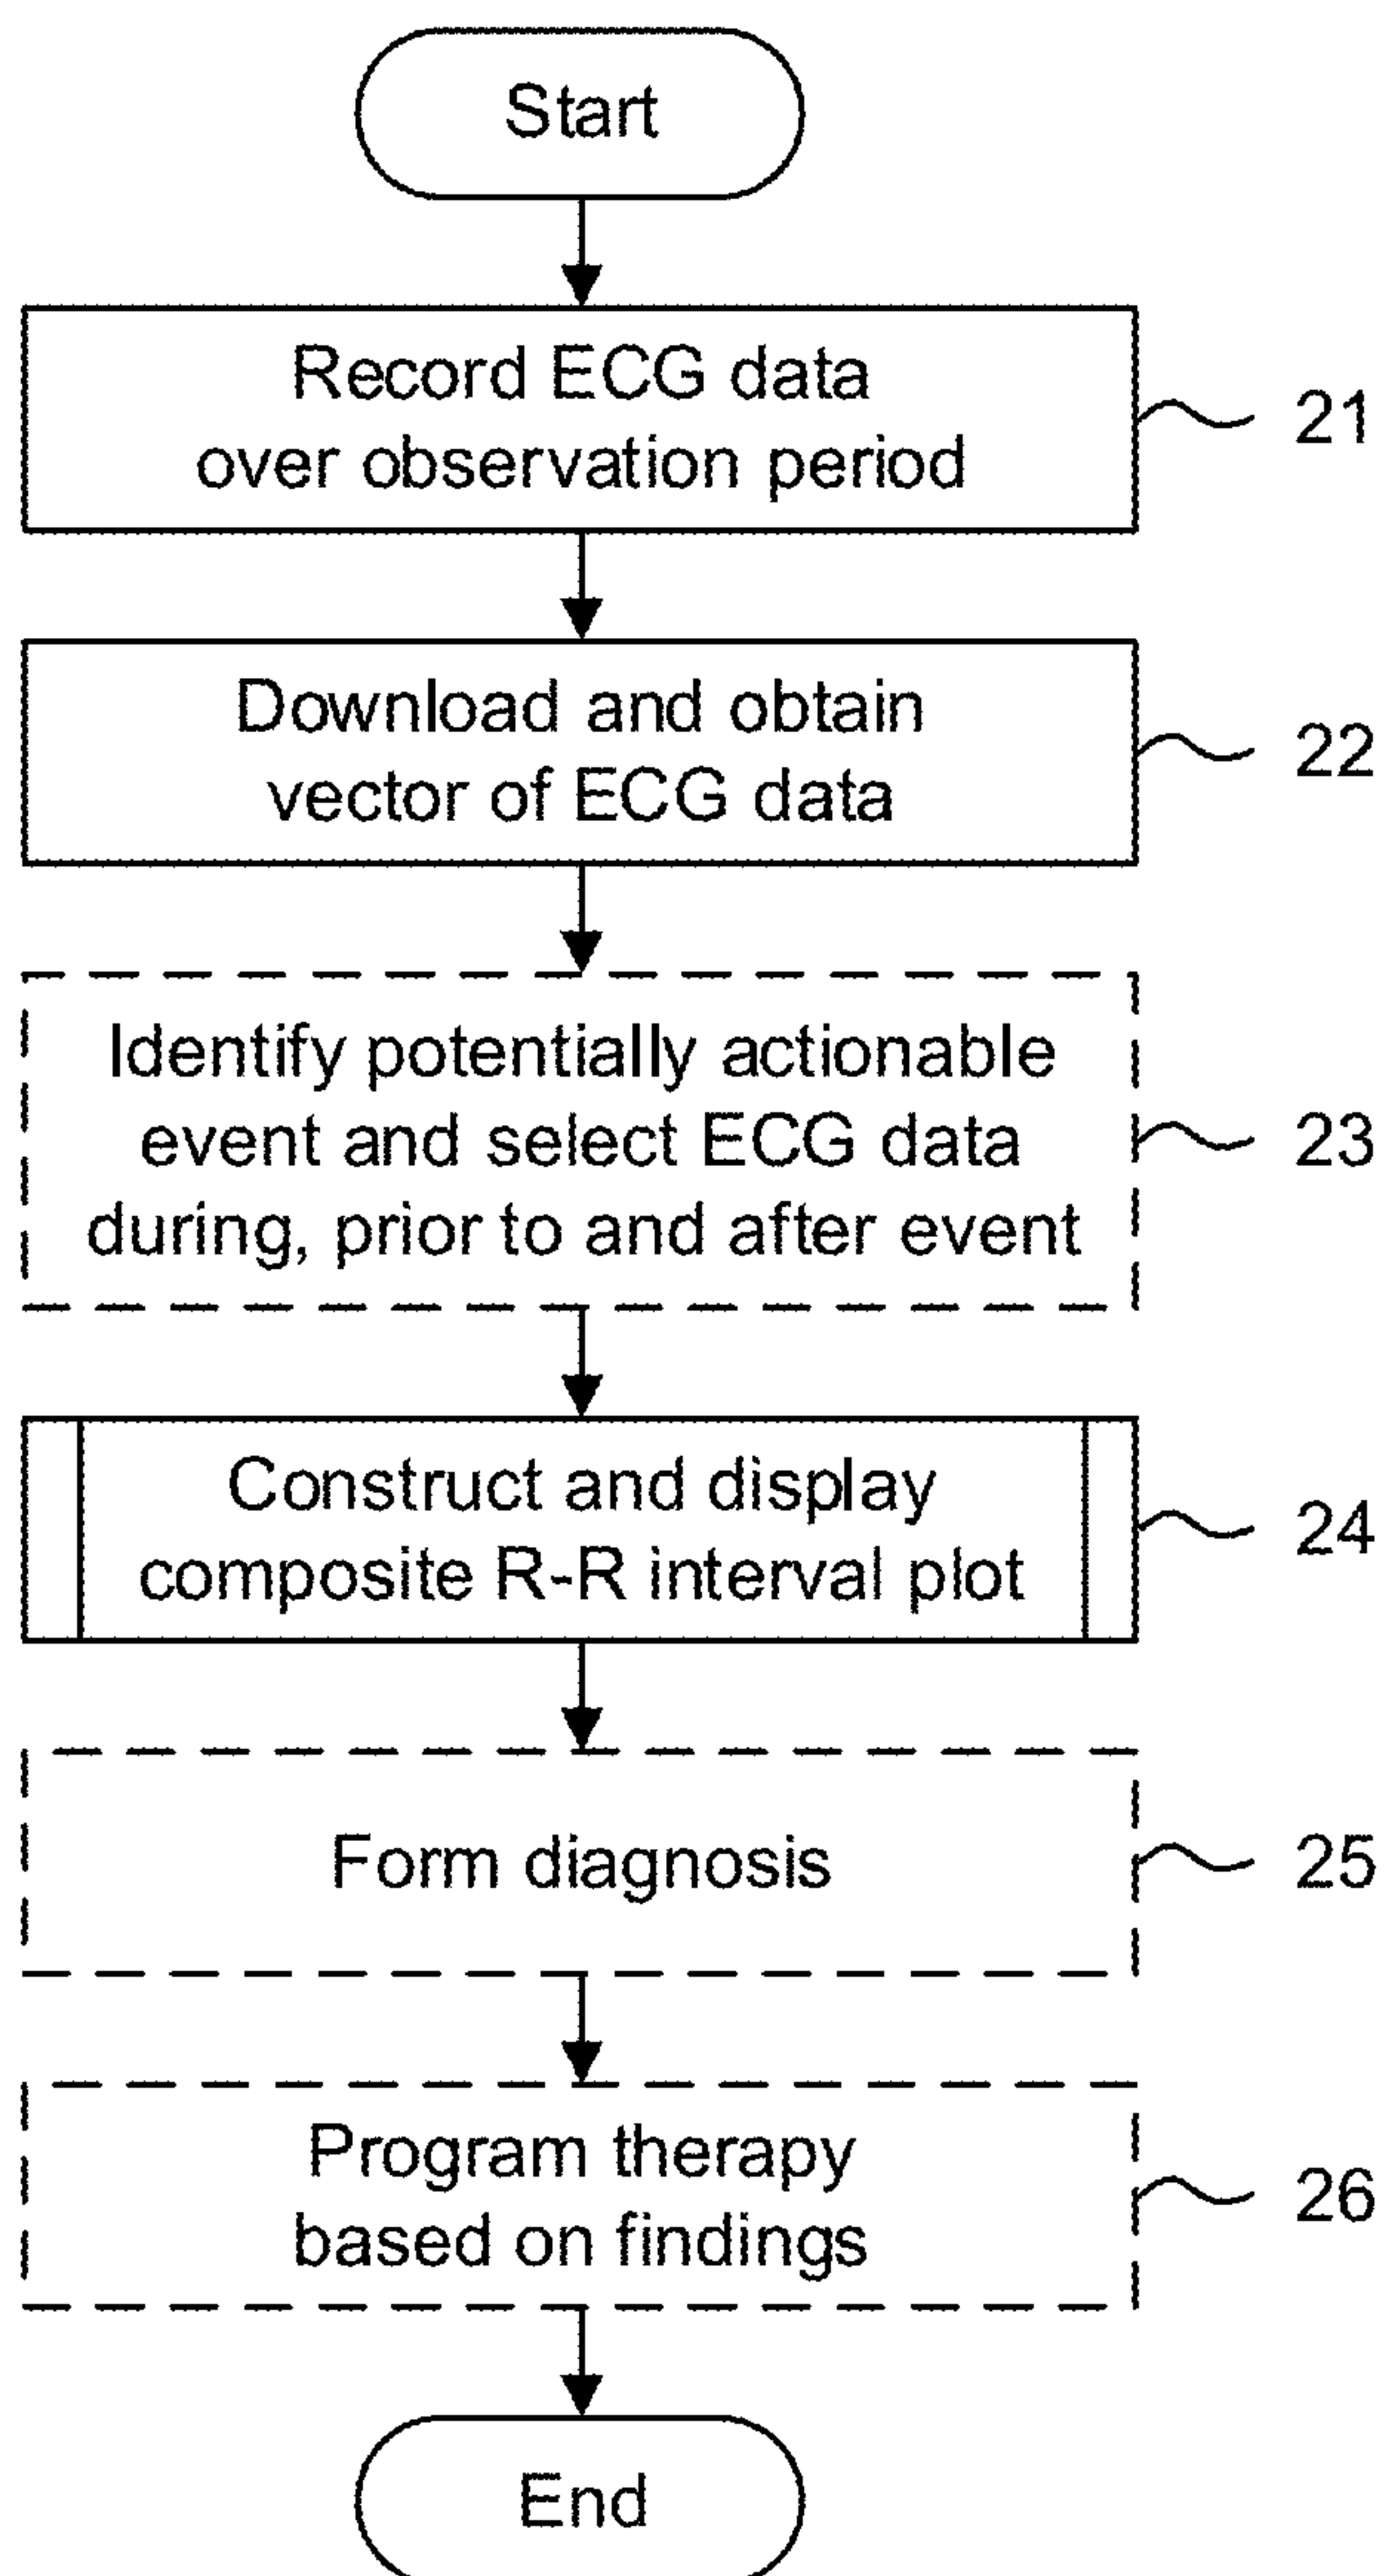 Start
Record ECG data
over observation period
21
Download and obtain
vector of ECG data
22
Identify potentially actionable
event and select ECG data
during, prior to and after event
23
Construct and display
composite R-R interval plot
24
Form diagnosis
25
Program therapy
based on findings
26
End